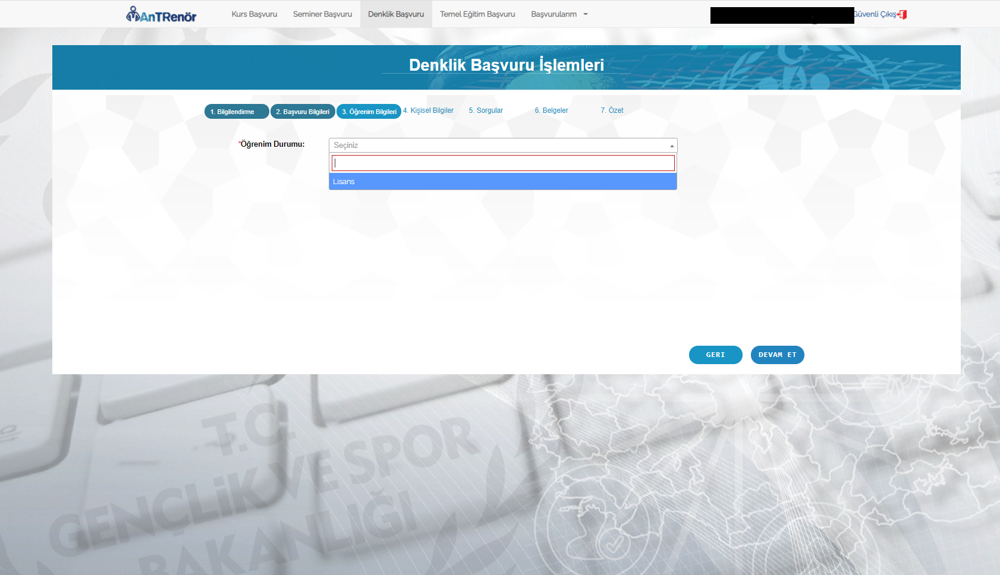 AnTRenör
Kurs Başvuru
Seminer Başvuru
Denklik Başvuru
Temel Eğitim Başvuru
Başvurularım
Güvenli Çıkış
Denklik Başvuru İşlemleri
1. Bilgilendirme
2. Başvuru Bilgileri
3. Öğrenim Bilgileri
4. Kişisel Bilgiler
5. Sorgular
6. Belgeler
7. Özet
*Öğrenim Durumu:
Seçiniz
Lisans
GERI
DEVAM ET
T.C.
GENÇLİK VE SPOR
BAKANLIĞI